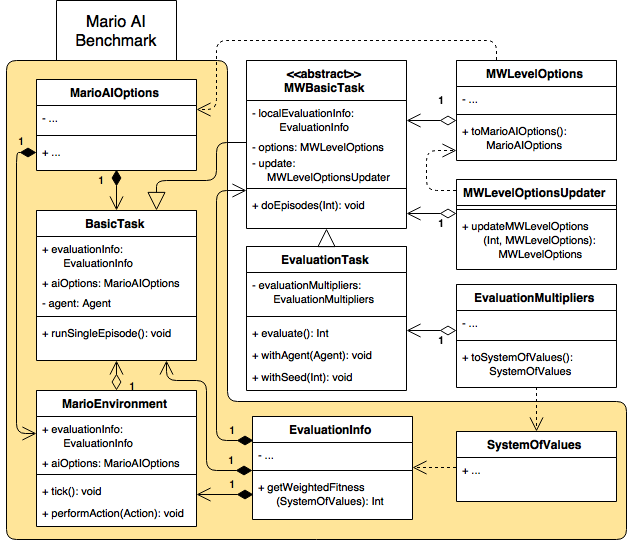 Mario AI
Benchmark
MarioAIOptions
- ...
+ ...
1
1
<<abstract>>
MWBasicTask
- localEvaluationInfo:
EvaluationInfo
- options: MWLevelOptions
- update:
MWLevelOptionsUpdater
+ doEpisodes(Int): void
1
MWLevelOptions
- ...
+ toMarioAIOptions():
MarioAIOptions
1
MWLevelOptionsUpdater
+ updateMWLevelOptions
(Int, MWLevelOptions):
MWLevelOptions
BasicTask
+ evaluationInfo:
EvaluationInfo
+ aiOptions: MarioAIOptions
- agent: Agent
+ runSingleEpisode(): void
1
EvaluationTask
- evaluationMultipliers:
EvaluationMultipliers
+ evaluate(): Int
+ withAgent(Agent): void
+ withSeed(Int): void
1
EvaluationMultipliers
- ...
+ toSystemOfValues():
SystemOfValues
MarioEnvironment
+ evaluationInfo:
EvaluationInfo
+ aiOptions: MarioAIOptions
+ tick(): void
+ performAction(Action): void
1
1
1
EvaluationInfo
- ...
+ getWeightedFitness
(SystemOfValues): Int
SystemOfValues
+ ...